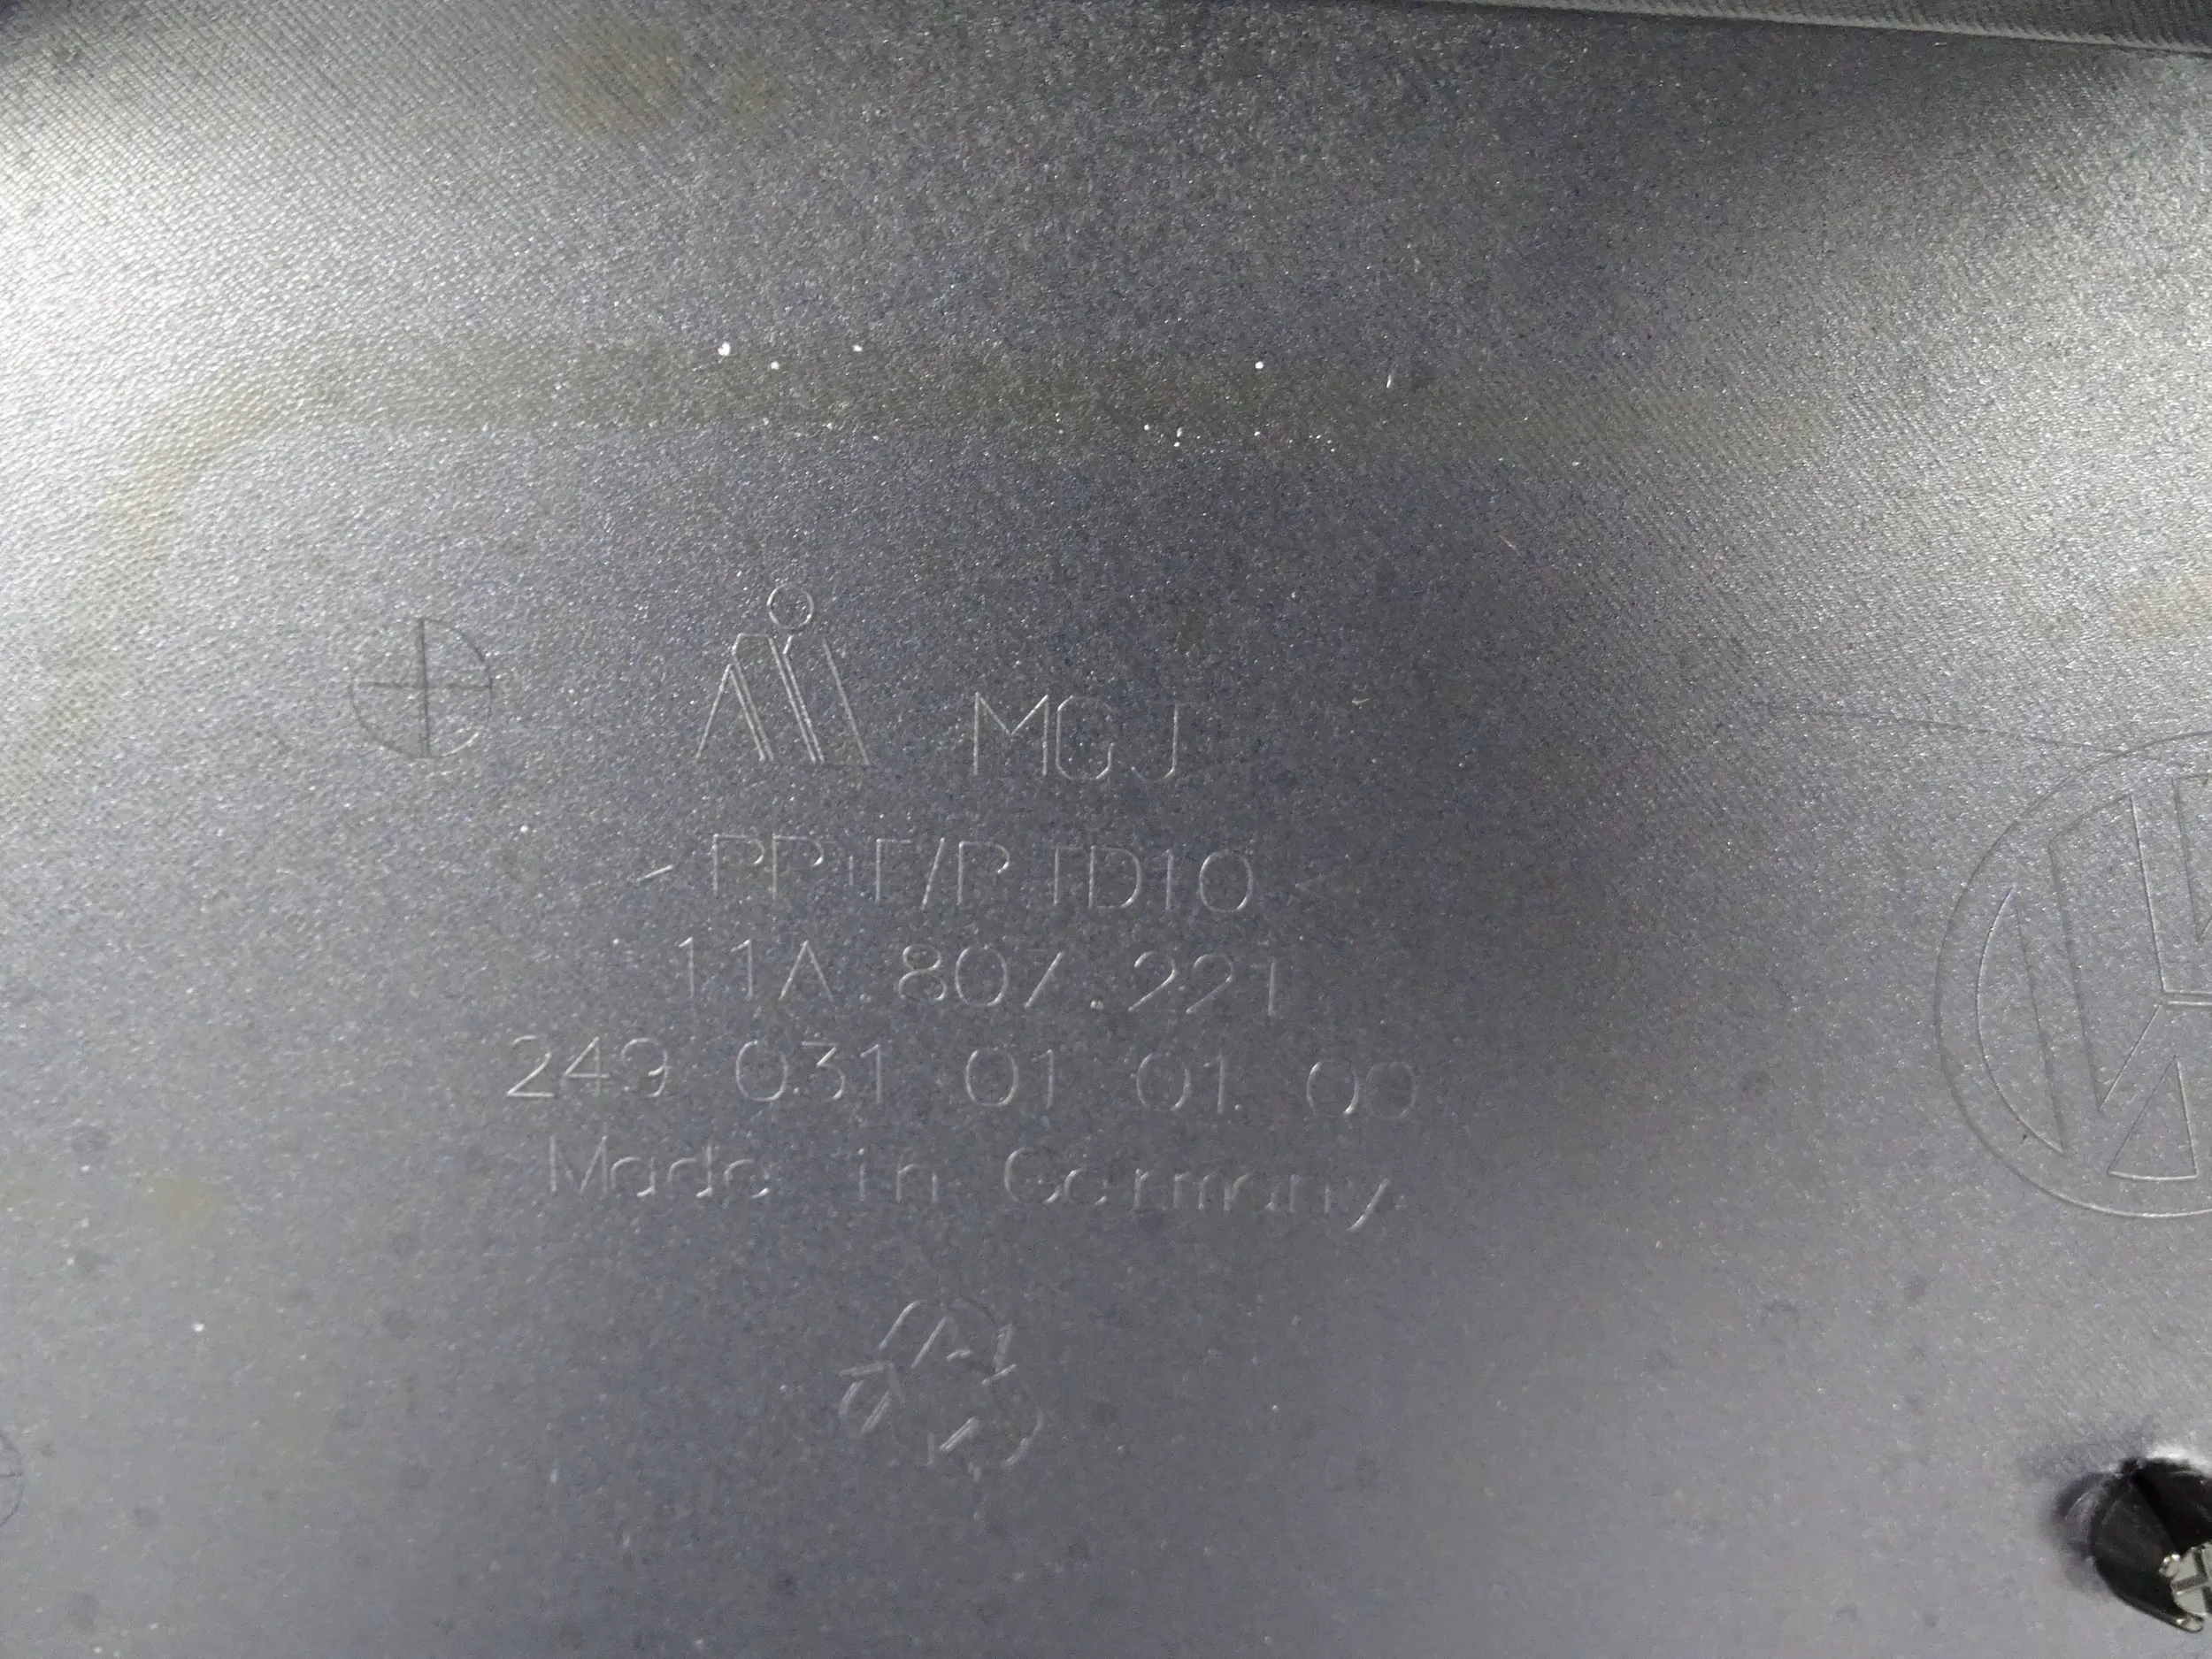 MGJ
>PP+E/P-TD10<
11A.807.221
249 031 01 01 00
Made in Germany